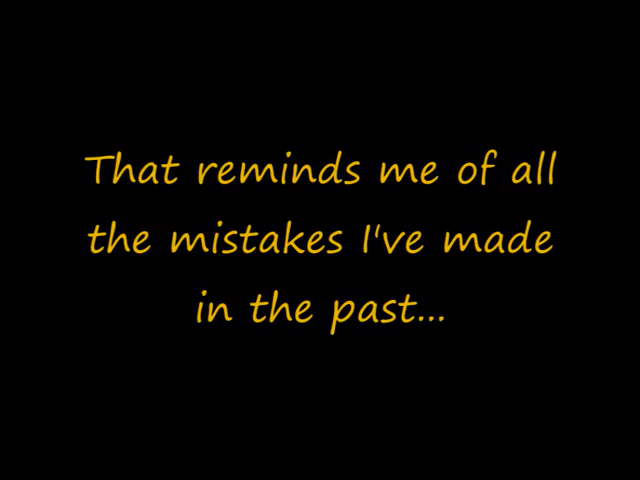 That reminds me of all
the mistakes I've made
in the past...